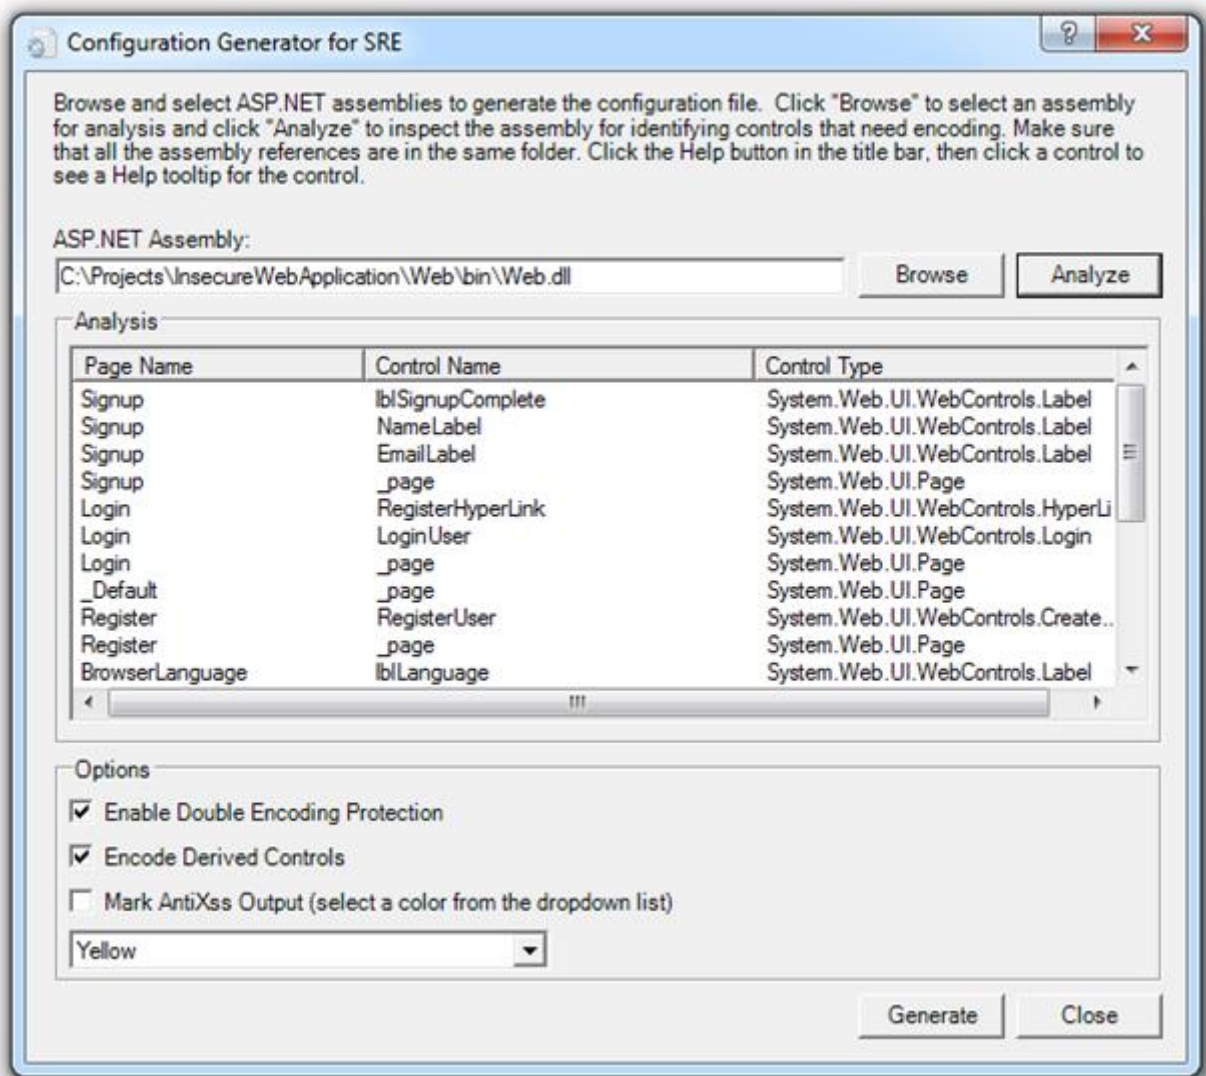 Configuration Generator for SRE
Browse and select ASP.NET assemblies to generate the configuration file.  Click "Browse" to select an assembly
for analysis and click "Analyze" to inspect the assembly for identifying controls that need encoding. Make sure
that all the assembly references are in the same folder. Click the Help button in the title bar, then click a control to
see a Help tooltip for the control.
ASP.NET Assembly:
C:\Projects\InsecureWebApplication\Web\bin\Web.dll Browse Analyze
Analysis
Page Name Control Name Control Type
Signup lblSignupComplete System.Web.UI.WebControls.Label
Signup NameLabel System.Web.UI.WebControls.Label
Signup EmailLabel System.Web.UI.WebControls.Label
Signup _page System.Web.UI.Page
Login RegisterHyperLink System.Web.UI.WebControls.HyperLi
Login LoginUser System.Web.UI.WebControls.Login
Login _page System.Web.UI.Page
_Default _page System.Web.UI.Page
Register RegisterUser System.Web.UI.WebControls.Create...
Register _page System.Web.UI.Page
BrowserLanguage lblLanguage System.Web.UI.WebControls.Label
Options
Enable Double Encoding Protection
Encode Derived Controls
Mark AntiXss Output (select a color from the dropdown list)
Yellow
Generate Close